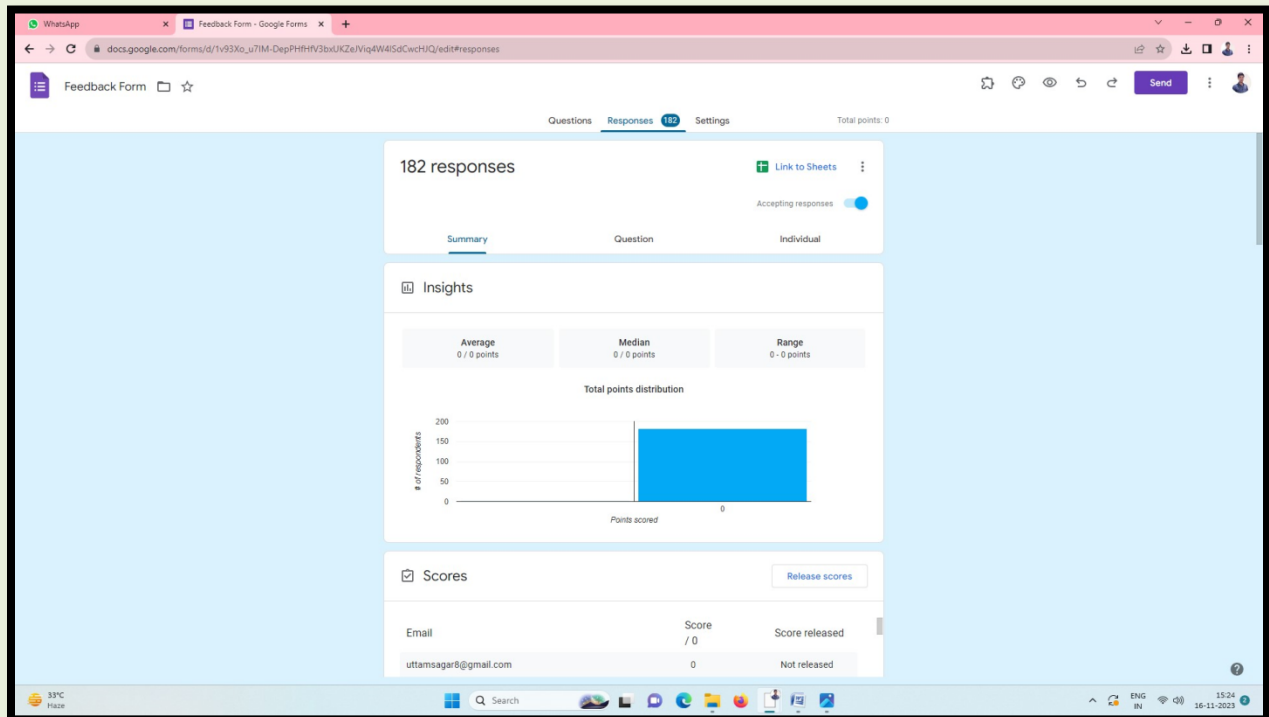 WhatsApp
Feedback Form - Google Forms
docs.google.com/forms/d/1v93Xo_u7IM-DepPHfHfV3bxUKZeJViq4W4lSdCwcHJQ/edit#responses
Feedback Form
Send
Questions Responses 182 Settings Total points: 0
182 responses
Link to Sheets
Accepting responses
Summary Question Individual
Insights
Average Median Range
0 / 0 points 0 / 0 points 0 - 0 points
Total points distribution
# of respondents
200
150
100
50
0
0
Points scored
Scores
Release scores
Email Score / 0 Score released
uttamsagar8@gmail.com 0 Not released
33°C
Haze
Search
ENG
IN
15:24
16-11-2023
2